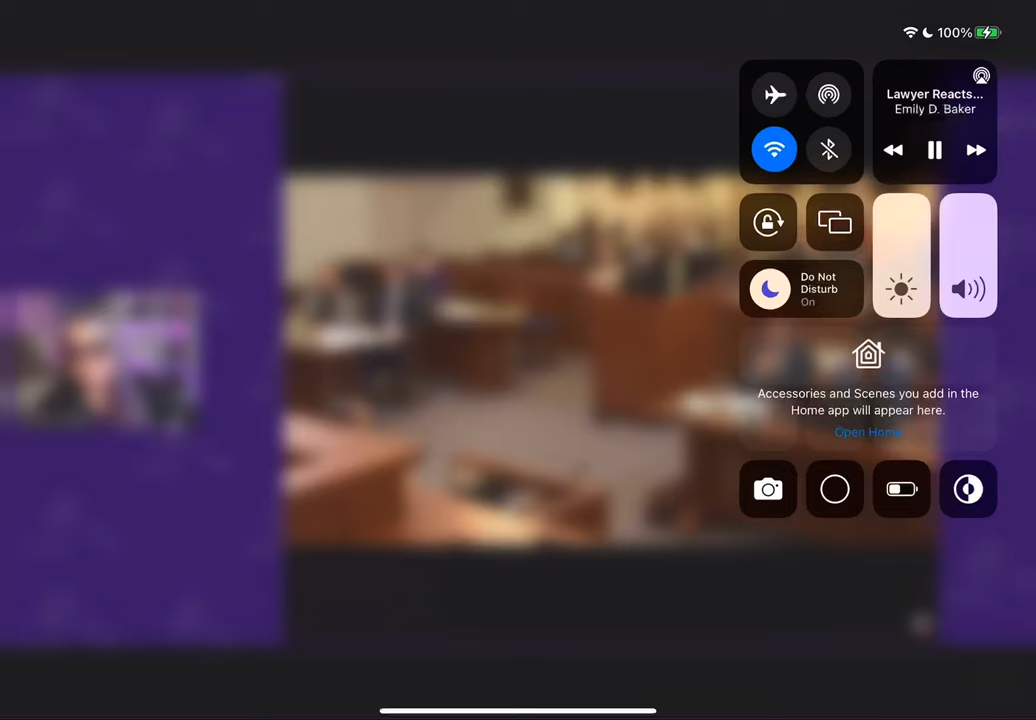 100%
Lawyer Reacts...
Emily D. Baker
Do Not
Disturb
On
Accessories and Scenes you add in the
Home app will appear here.
Open Home